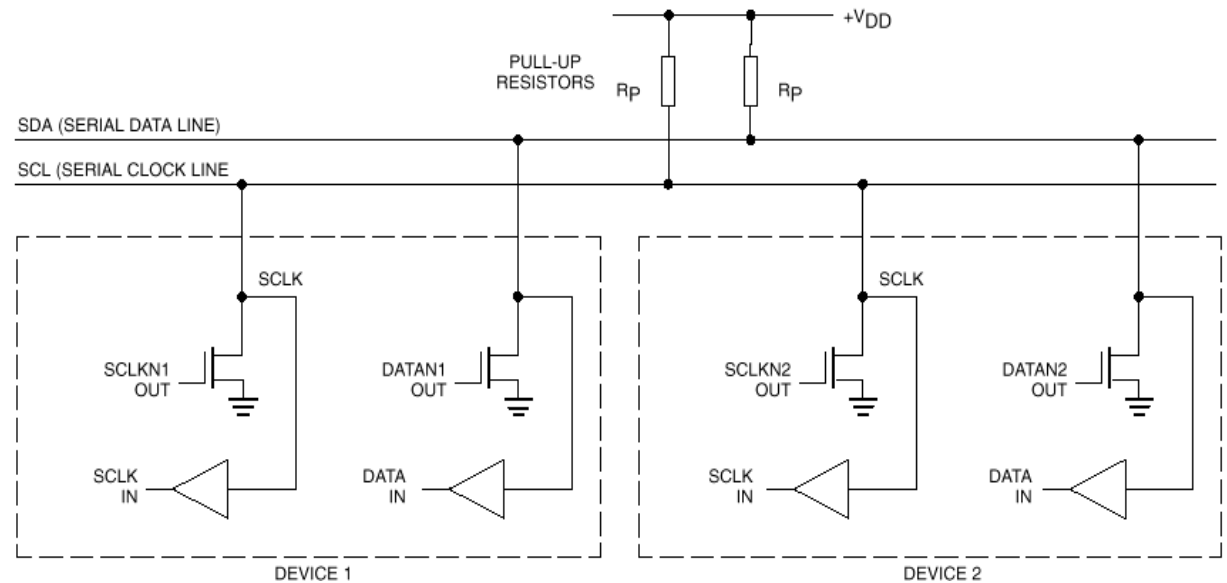 +VDD
PULL-UP
RESISTORS
RP
RP
SDA (SERIAL DATA LINE)
SCL (SERIAL CLOCK LINE
SCLK
SCLK
SCLKN1
OUT
DATAN1
OUT
SCLKN2
OUT
DATAN2
OUT
SCLK
IN
DATA
IN
SCLK
IN
DATA
IN
DEVICE 1
DEVICE 2